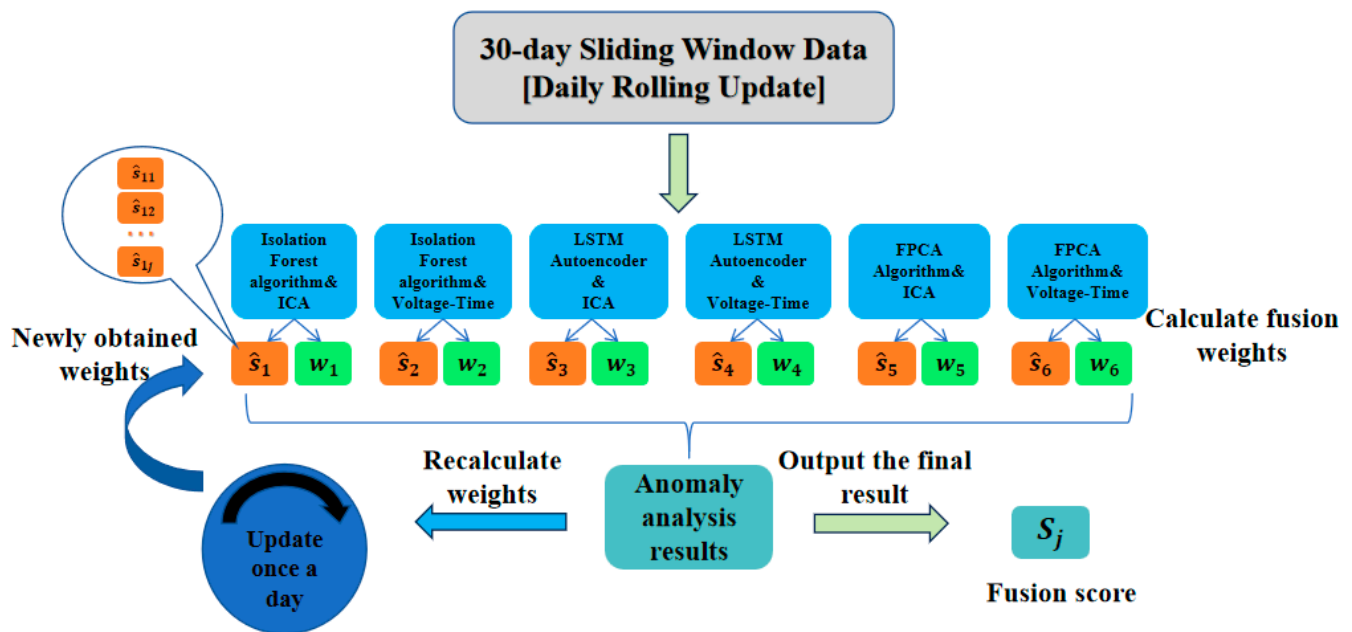 30-day Sliding Window Data
[Daily Rolling Update]
ŝ₁₁
ŝ₁₂
...
ŝ₁ⱼ
Isolation
Forest
algorithm&
ICA
Isolation
Forest
algorithm&
Voltage-Time
LSTM
Autoencoder
&
ICA
LSTM
Autoencoder
&
Voltage-Time
FPCA
Algorithm&
ICA
FPCA
Algorithm&
Voltage-Time
Newly obtained
weights
ŝ₁ w₁ ŝ₂ w₂ ŝ₃ w₃ ŝ₄ w₄ ŝ₅ w₅ ŝ₆ w₆
Calculate fusion
weights
Update
once a
day
Recalculate
weights
Anomaly
analysis
results
Output the final
result
Sⱼ
Fusion score